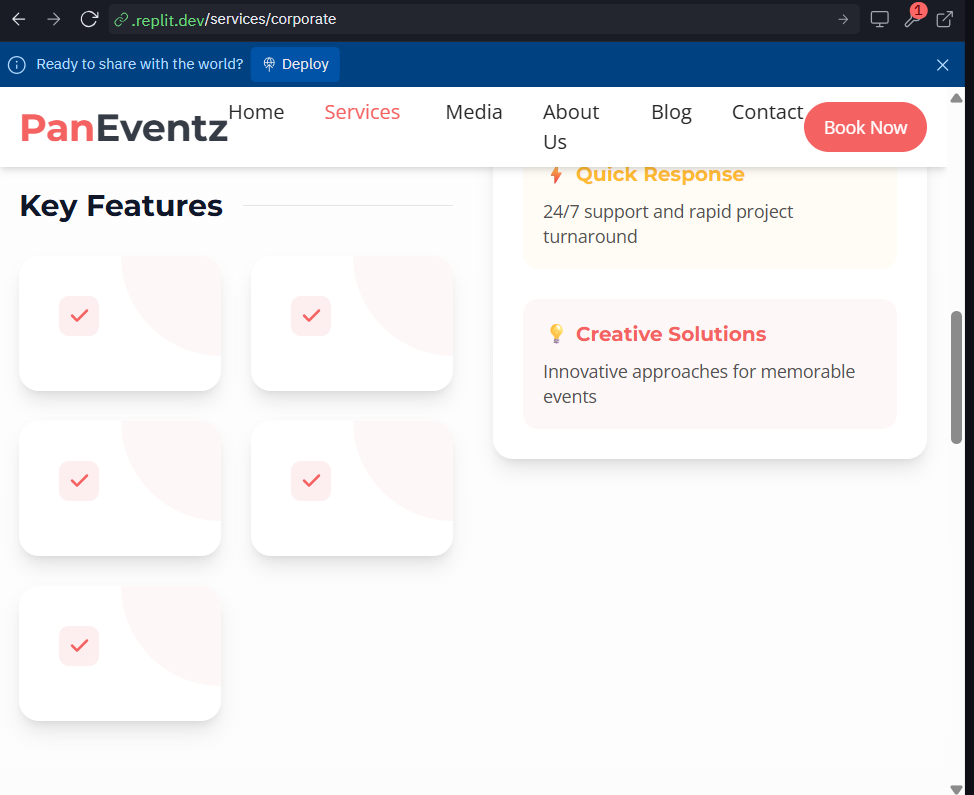 .replit.dev/services/corporate
1
Ready to share with the world?
Deploy
PanEventz
Home
Services
Media
About
Us
Blog
Contact
Book Now
Key Features
Quick Response
24/7 support and rapid project
turnaround
Creative Solutions
Innovative approaches for memorable
events